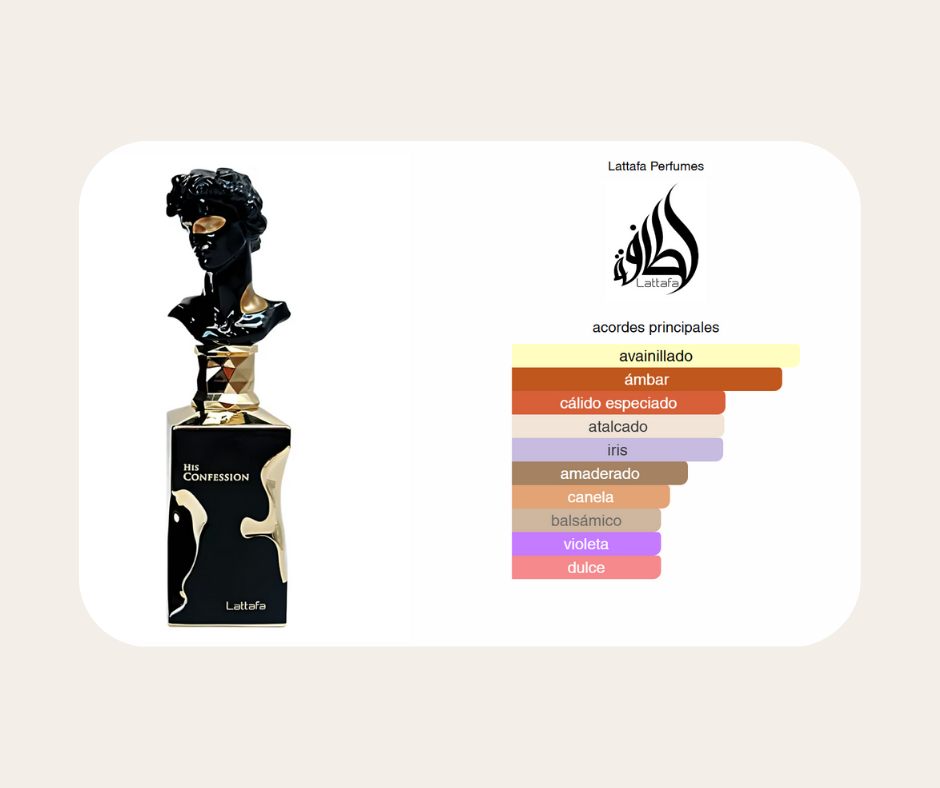 His
Confession
Lattafa
Lattafa Perfumes
لطافة
Lattafa
acordes principales
avainillado
ámbar
cálido especiado
atalcado
iris
amaderado
canela
balsámico
violeta
dulce